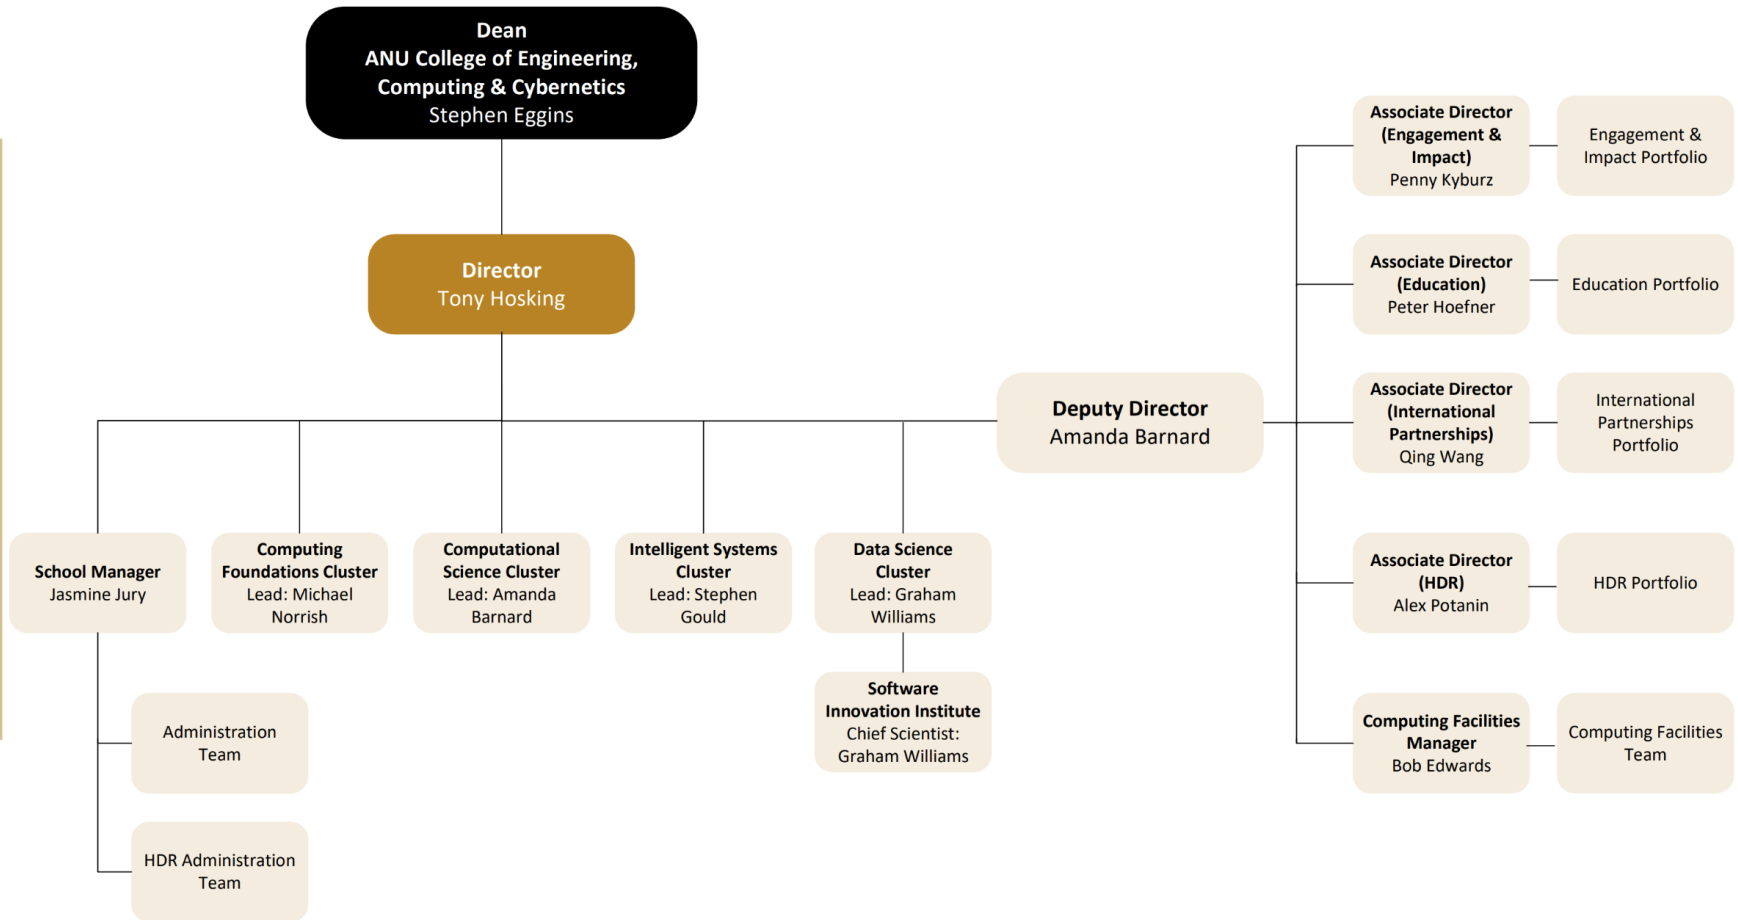 Dean
ANU College of Engineering,
Computing & Cybernetics
Stephen Eggins
Director
Tony Hosking
Deputy Director
Amanda Barnard
School Manager
Jasmine Jury
Administration
Team
HDR Administration
Team
Computing
Foundations Cluster
Lead: Michael
Norrish
Computational
Science Cluster
Lead: Amanda
Barnard
Intelligent Systems
Cluster
Lead: Stephen
Gould
Data Science
Cluster
Lead: Graham
Williams
Software
Innovation Institute
Chief Scientist:
Graham Williams
Associate Director
(Engagement &
Impact)
Penny Kyburz
Engagement &
Impact Portfolio
Associate Director
(Education)
Peter Hoefner
Education Portfolio
Associate Director
(International
Partnerships)
Qing Wang
International
Partnerships
Portfolio
Associate Director
(HDR)
Alex Potanin
HDR Portfolio
Computing Facilities
Manager
Bob Edwards
Computing Facilities
Team